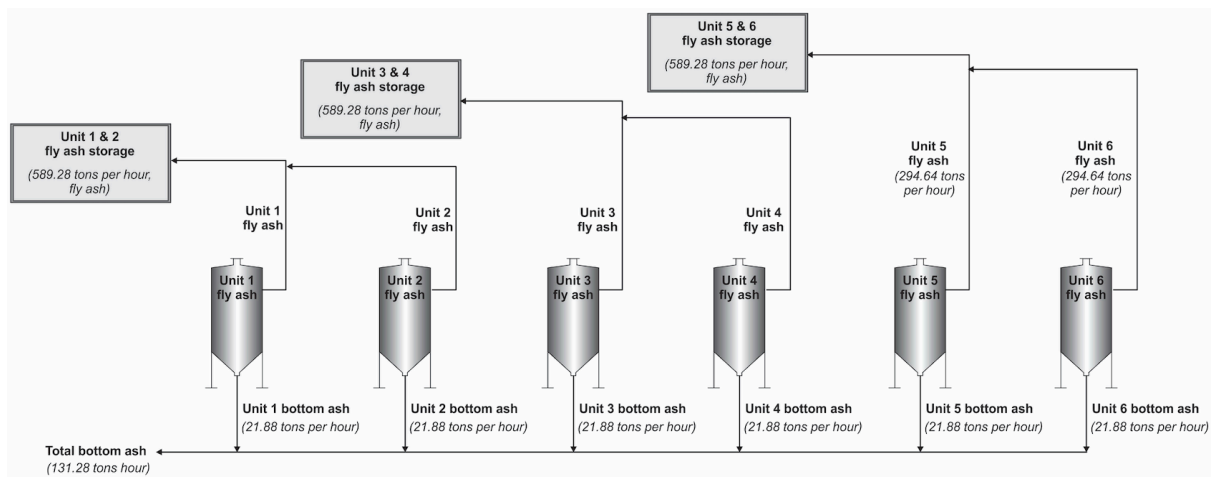 Unit 5 & 6
fly ash storage
(589.28 tons per hour,
fly ash)
Unit 3 & 4
fly ash storage
(589.28 tons per hour,
fly ash)
Unit 1 & 2
fly ash storage
(589.28 tons per hour,
fly ash)
Unit 5
fly ash
(294.64 tons
per hour)
Unit 6
fly ash
(294.64 tons
per hour)
Unit 1
fly ash
Unit 2
fly ash
Unit 3
fly ash
Unit 4
fly ash
Unit 1
fly ash
Unit 2
fly ash
Unit 3
fly ash
Unit 4
fly ash
Unit 5
fly ash
Unit 6
fly ash
Unit 1 bottom ash
(21.88 tons per hour)
Unit 2 bottom ash
(21.88 tons per hour)
Unit 3 bottom ash
(21.88 tons per hour)
Unit 4 bottom ash
(21.88 tons per hour)
Unit 5 bottom ash
(21.88 tons per hour)
Unit 6 bottom ash
(21.88 tons per hour)
Total bottom ash
(131.28 tons hour)